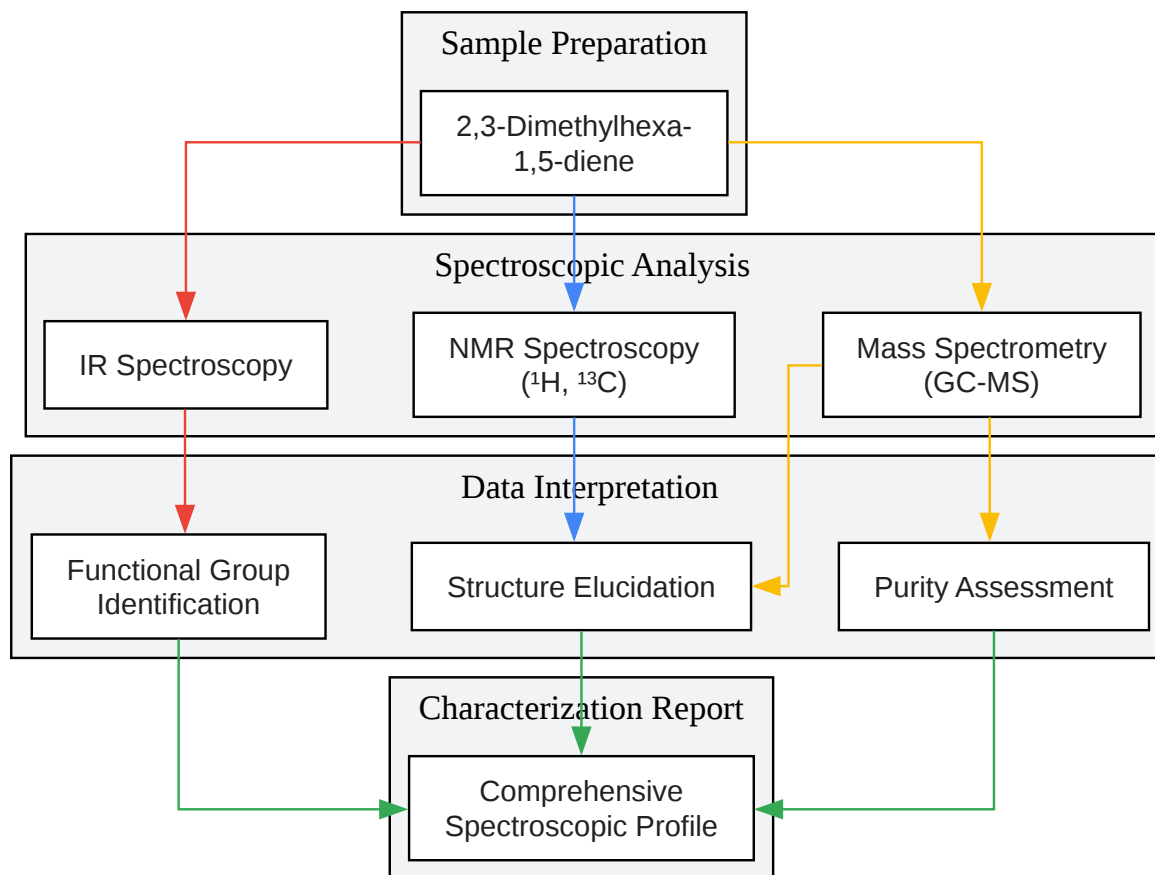 Sample Preparation
2,3-Dimethylhexa-
1,5-diene
Spectroscopic Analysis
IR Spectroscopy
NMR Spectroscopy
(¹H, ¹³C)
Mass Spectrometry
(GC-MS)
Data Interpretation
Functional Group
Identification
Structure Elucidation
Purity Assessment
Characterization Report
Comprehensive
Spectroscopic Profile